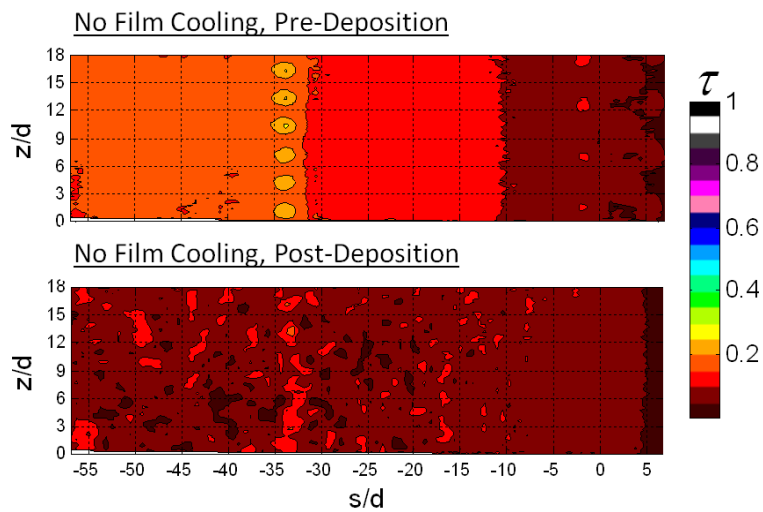 No Film Cooling, Pre-Deposition
18
15
12
9
6
3
0
z/d
No Film Cooling, Post-Deposition
18
15
12
9
6
3
0
z/d
-55 -50 -45 -40 -35 -30 -25 -20 -15 -10 -5 0 5
s/d
τ
1
0.8
0.6
0.4
0.2